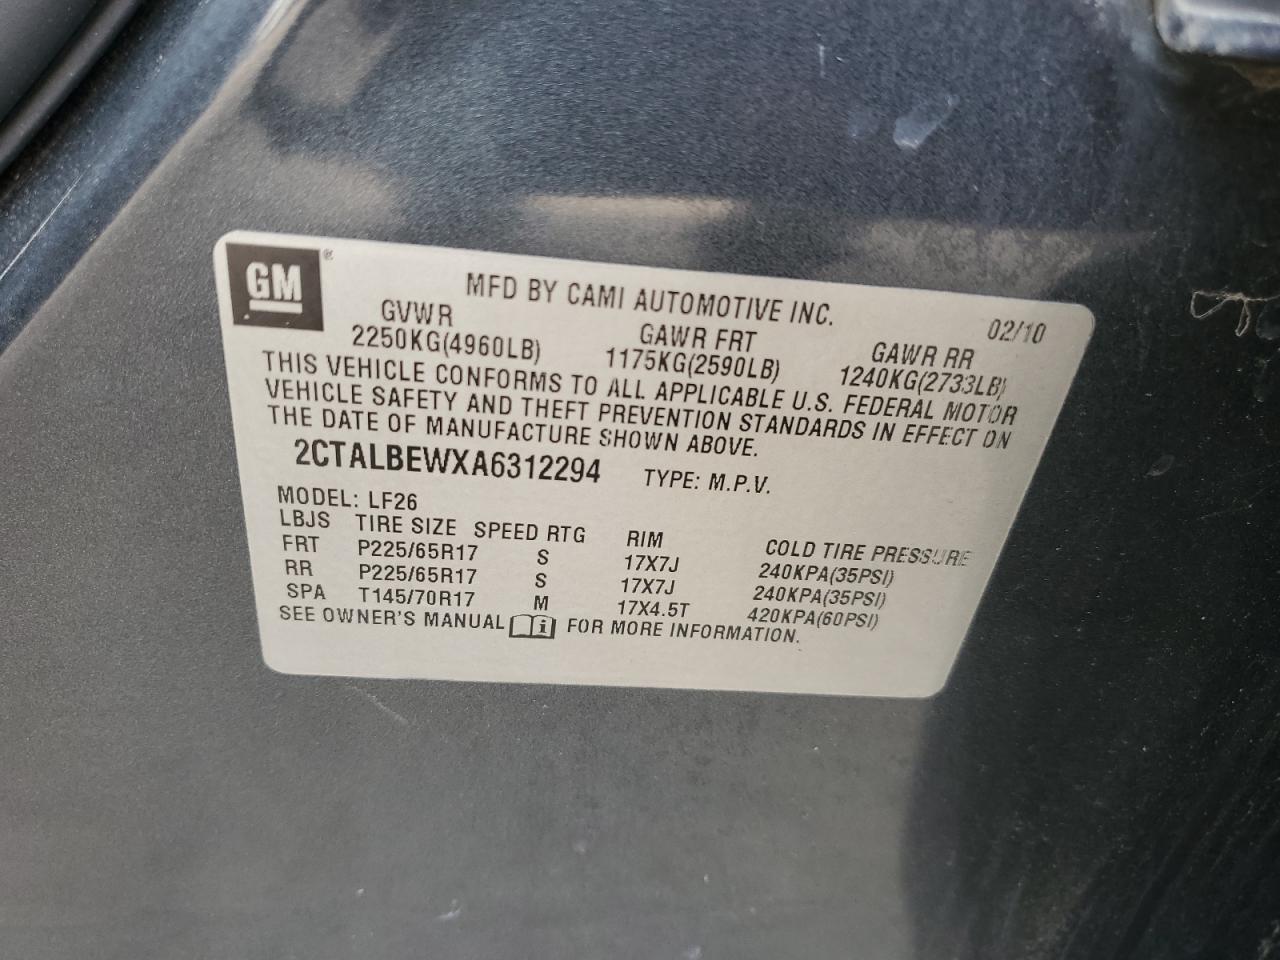 GM®
MFD BY CAMI AUTOMOTIVE INC.
02/10
GVWR GAWR FRT GAWR RR
2250KG(4960LB) 1175KG(2590LB) 1240KG(2733LB)
THIS VEHICLE CONFORMS TO ALL APPLICABLE U.S. FEDERAL MOTOR
VEHICLE SAFETY AND THEFT PREVENTION STANDARDS IN EFFECT ON
THE DATE OF MANUFACTURE SHOWN ABOVE.
2CTALBEWXA6312294 TYPE: M.P.V.
MODEL: LF26
LBJS TIRE SIZE SPEED RTG RIM COLD TIRE PRESSURE
FRT P225/65R17 S 17X7J 240KPA(35PSI)
RR P225/65R17 S 17X7J 240KPA(35PSI)
SPA T145/70R17 M 17X4.5T 420KPA(60PSI)
SEE OWNER'S MANUAL i FOR MORE INFORMATION.